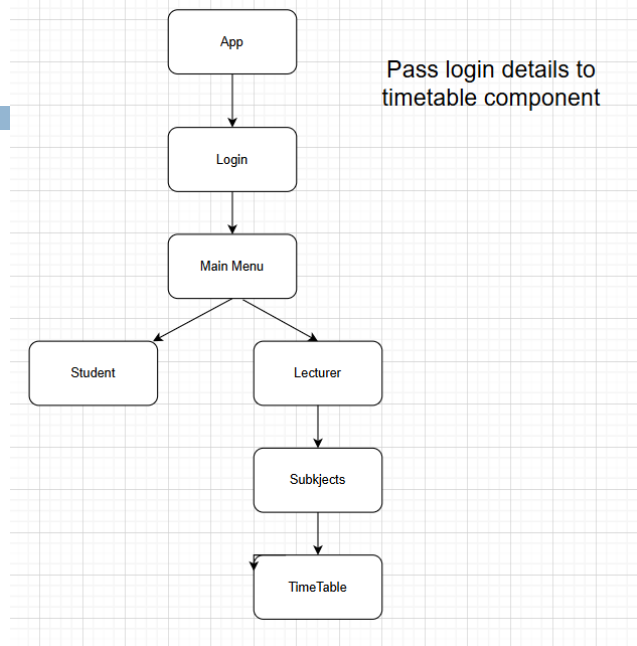 App
Pass login details to
timetable component
Login
Main Menu
Student
Lecturer
Subkjects
TimeTable